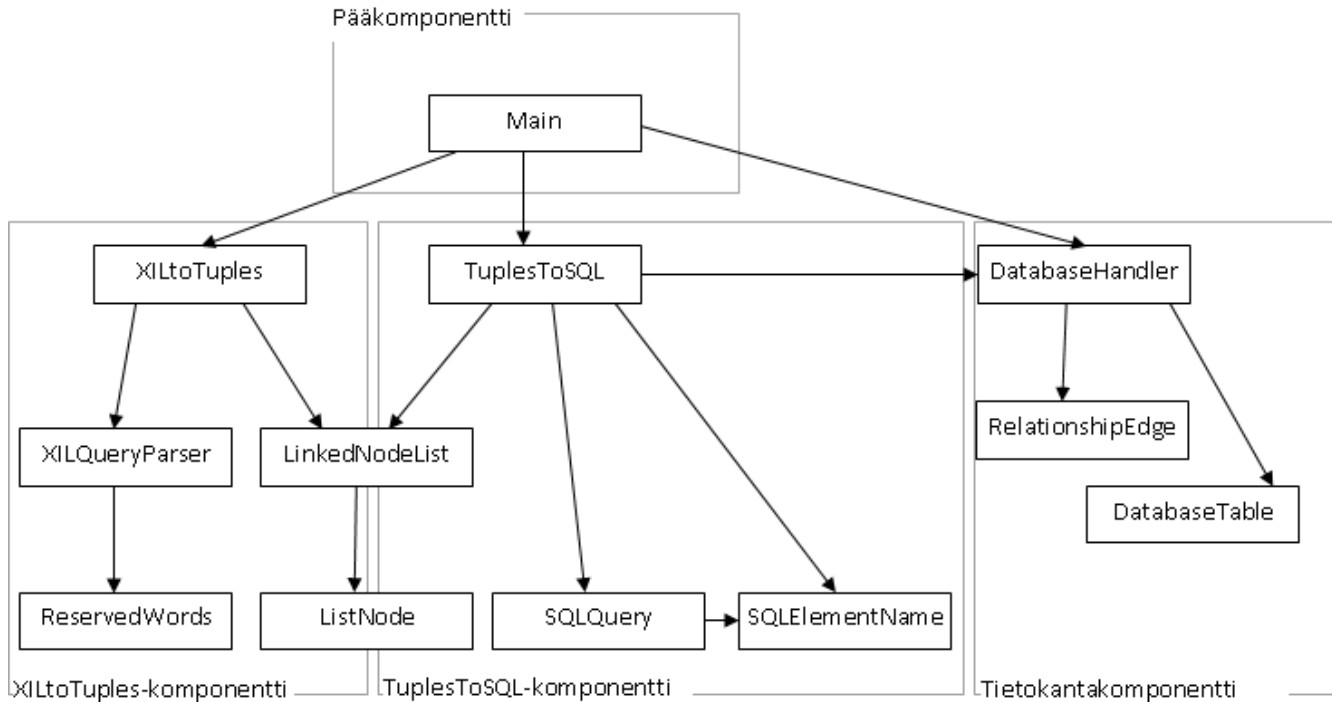 Pääkomponentti
Main
XILtoTuples
TuplesToSQL
DatabaseHandler
RelationshipEdge
XILQueryParser
LinkedNodeList
DatabaseTable
ReservedWords
ListNode
SQLQuery
SQLElementName
XILtoTuples-komponentti
TuplesToSQL-komponentti
Tietokantakomponentti